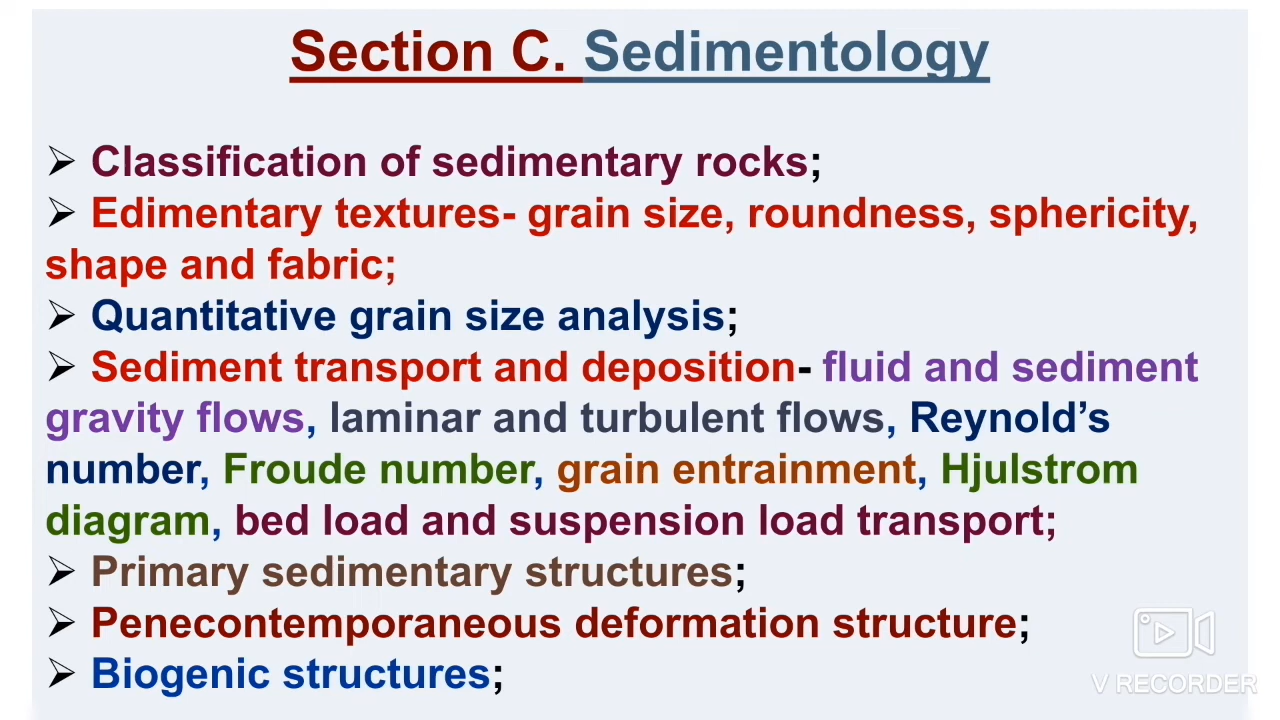 Section C. Sedimentology
➢ Classification of sedimentary rocks;
➢ Edimentary textures- grain size, roundness, sphericity,
shape and fabric;
➢ Quantitative grain size analysis;
➢ Sediment transport and deposition- fluid and sediment
gravity flows, laminar and turbulent flows, Reynold’s
number, Froude number, grain entrainment, Hjulstrom
diagram, bed load and suspension load transport;
➢ Primary sedimentary structures;
➢ Penecontemporaneous deformation structure;
➢ Biogenic structures;
V RECORDER